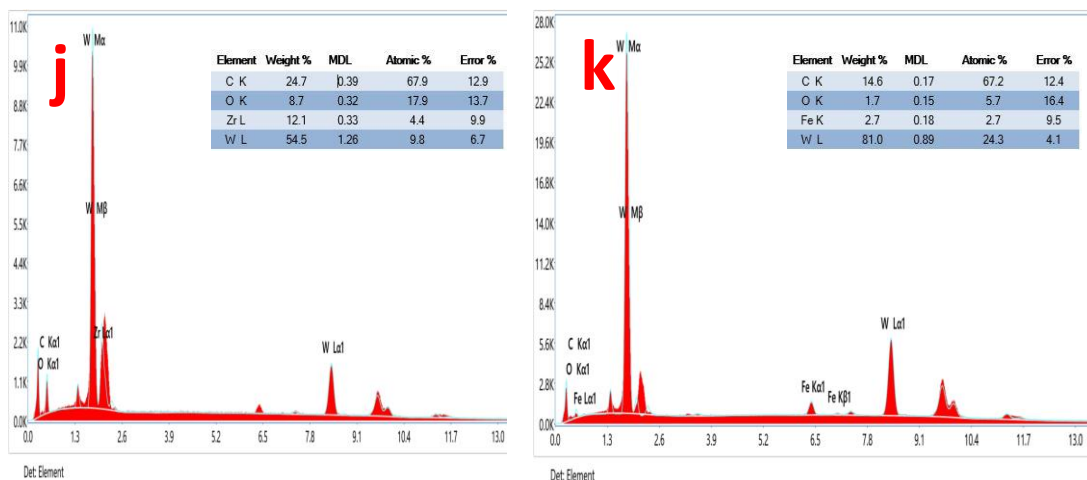 j
11.0K
9.9K
8.8K
7.7K
6.6K
5.5K
4.4K
3.3K
2.2K
1.1K
0.0K
W Mα
W Mβ
Zr Lα1
C Kα1
O Kα1
W Lα1
Element Weight % MDL Atomic % Error %
C K 24.7 0.39 67.9 12.9
O K 8.7 0.32 17.9 13.7
Zr L 12.1 0.33 4.4 9.9
W L 54.5 1.26 9.8 6.7
0.0 1.3 2.6 3.9 5.2 6.5 7.8 9.1 10.4 11.7 13.0
Det: Element
k
28.0K
25.2K
22.4K
19.6K
16.8K
14.0K
11.2K
8.4K
5.6K
2.8K
0.0K
W Mα
W Mβ
C Kα1
O Kα1
Fe Lα1
Fe Kα1
Fe Kβ1
W Lα1
Element Weight % MDL Atomic % Error %
C K 14.6 0.17 67.2 12.4
O K 1.7 0.15 5.7 16.4
Fe K 2.7 0.18 2.7 9.5
W L 81.0 0.89 24.3 4.1
0.0 1.3 2.6 3.9 5.2 6.5 7.8 9.1 10.4 11.7 13.0
Det: Element